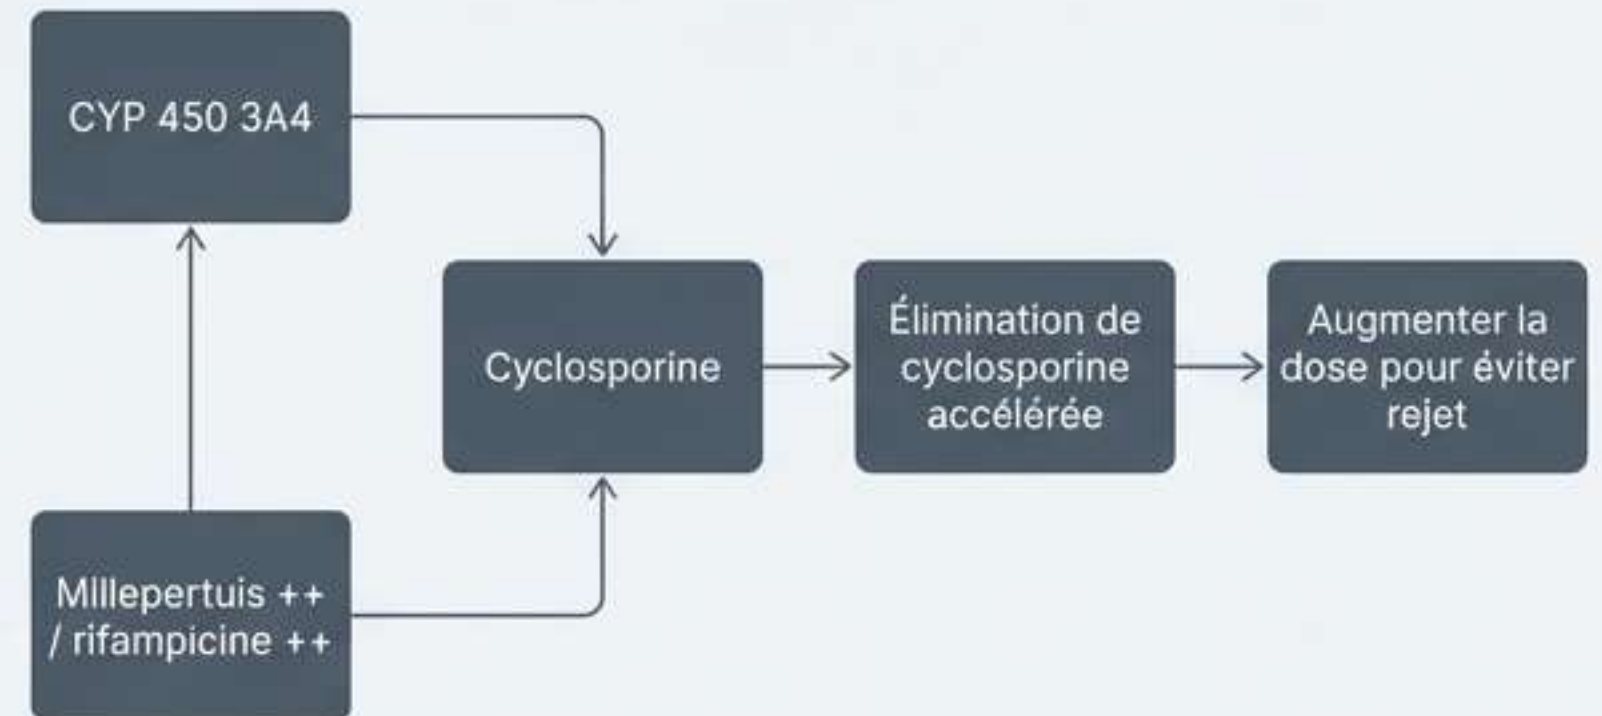 CYP 450 3A4
Cyclosporine
Élimination de
cyclosporine
accélérée
Augmenter la
dose pour éviter
rejet
Millepertuis ++
/ rifampicine ++